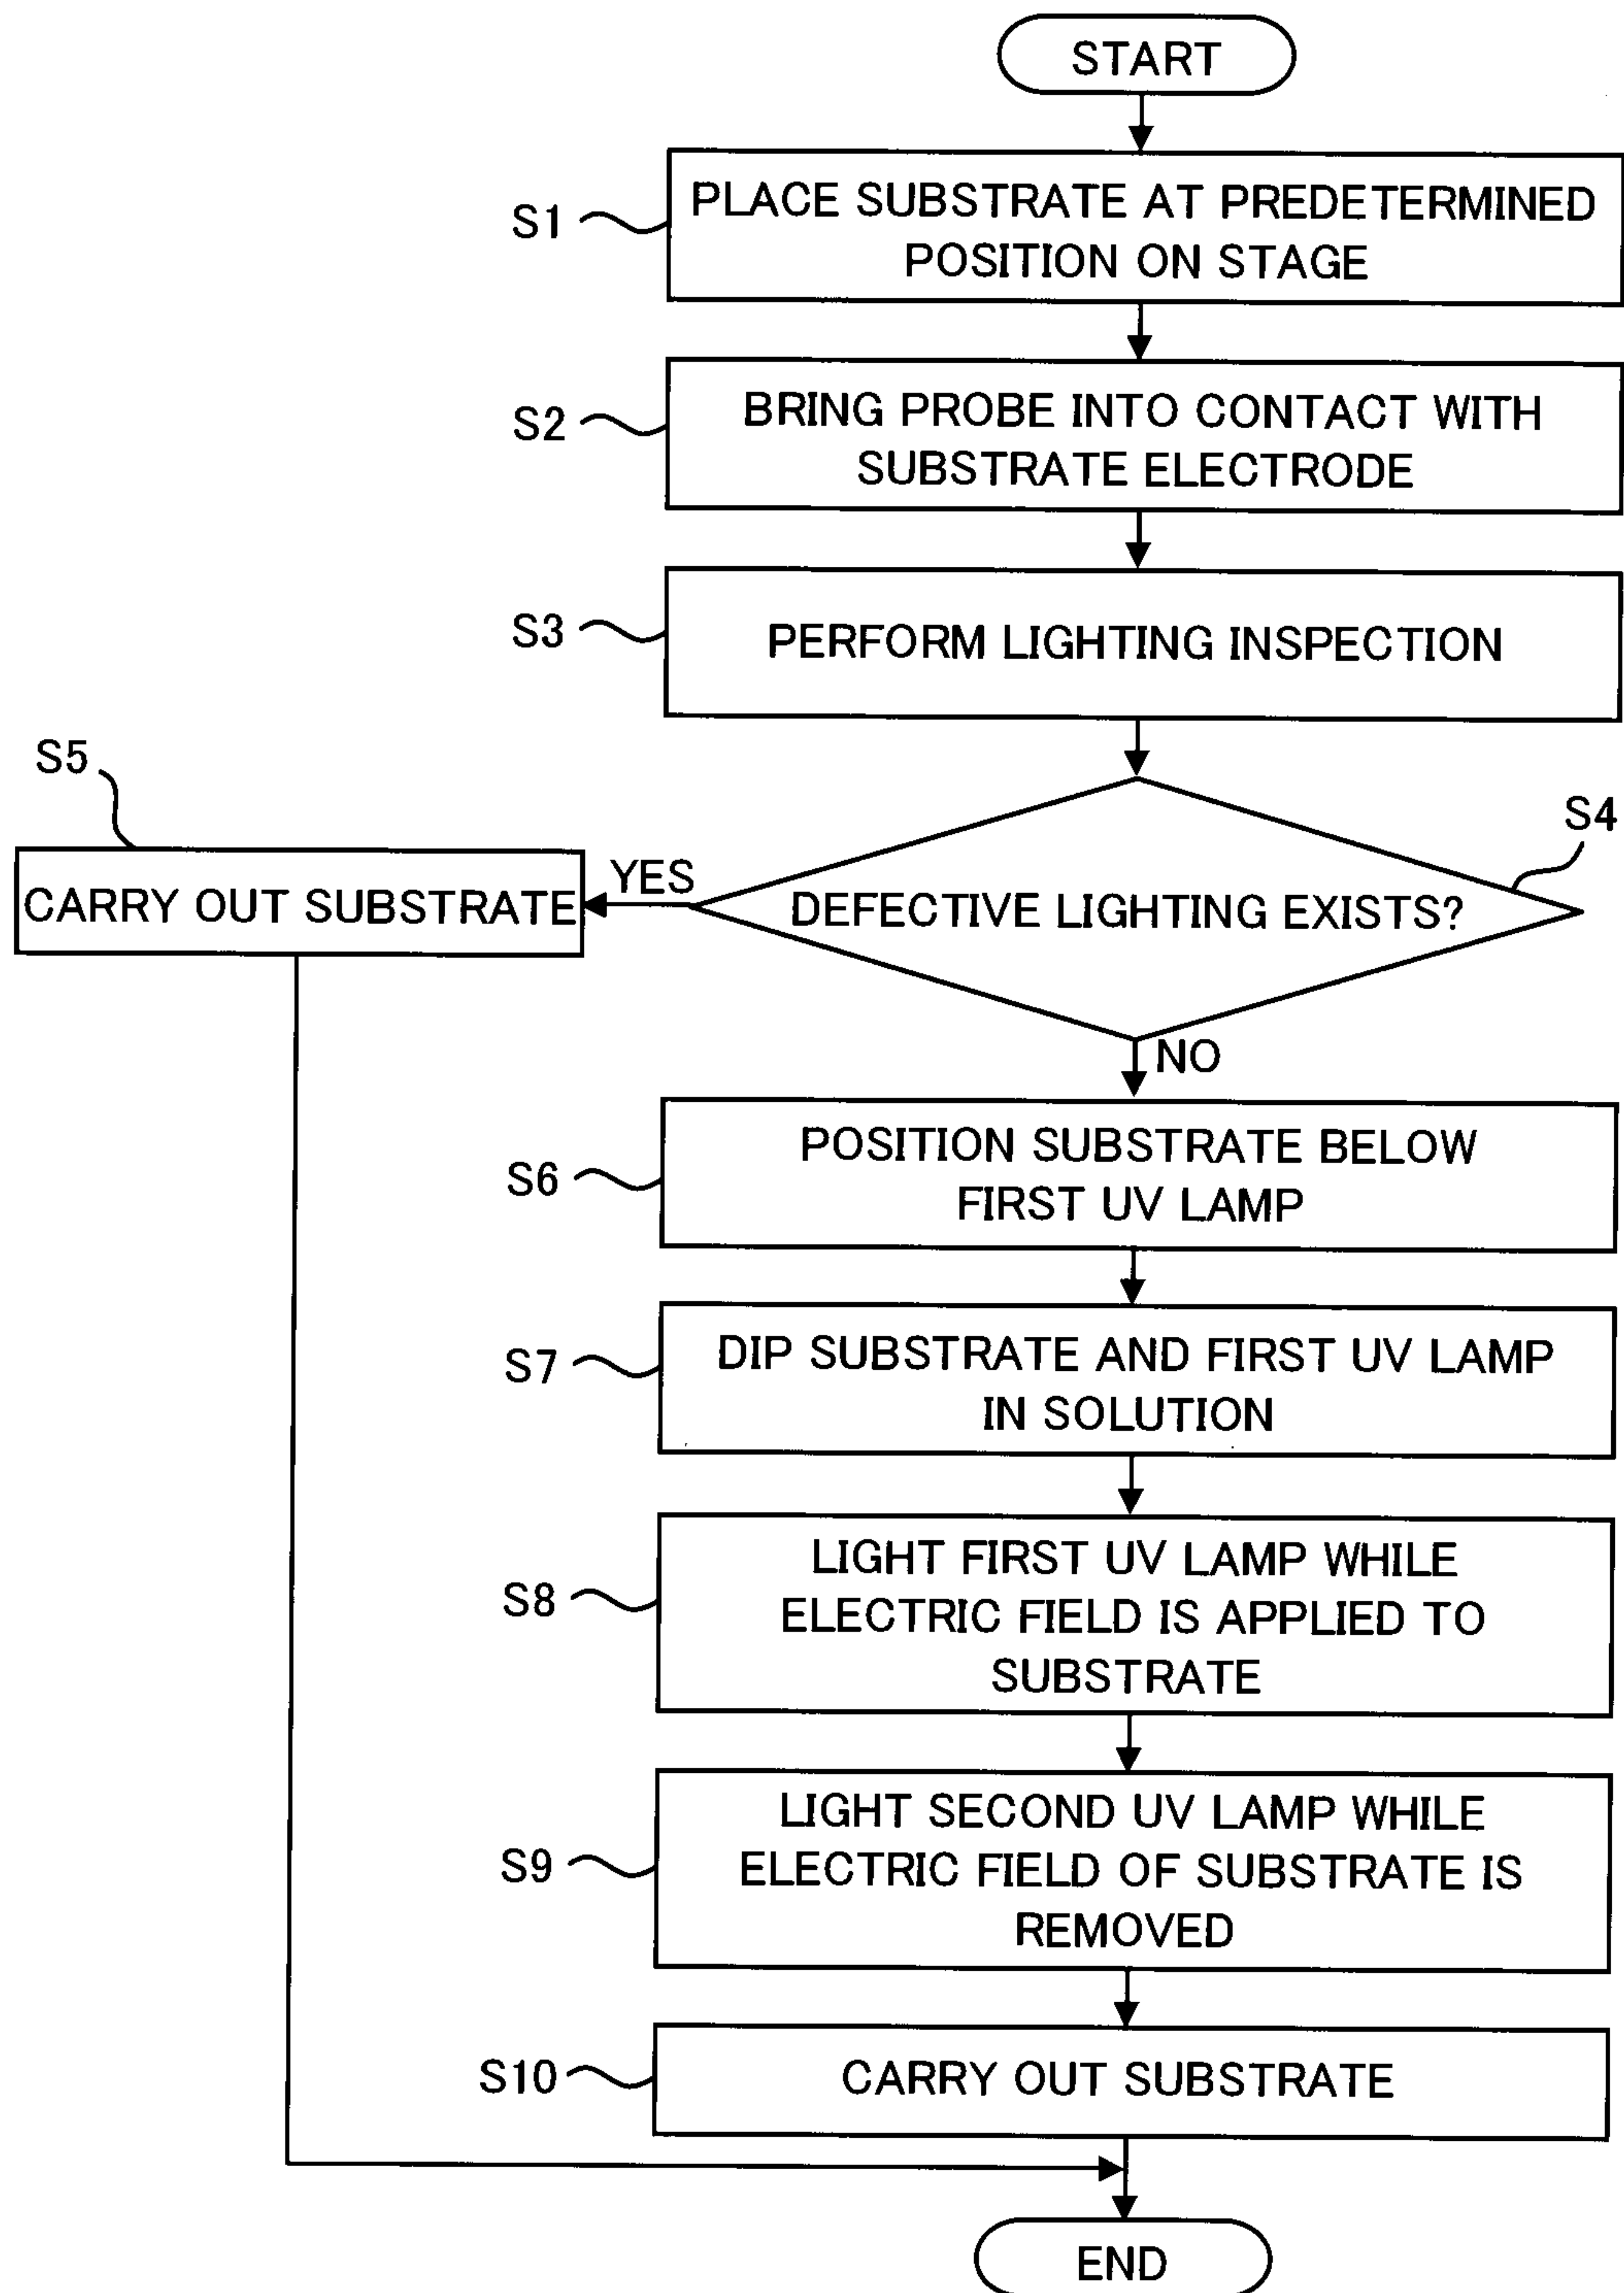 START
S1
PLACE SUBSTRATE AT PREDETERMINED
POSITION ON STAGE
S2
BRING PROBE INTO CONTACT WITH
SUBSTRATE ELECTRODE
S3
PERFORM LIGHTING INSPECTION
S4
DEFECTIVE LIGHTING EXISTS?
YES
S5
CARRY OUT SUBSTRATE
NO
S6
POSITION SUBSTRATE BELOW
FIRST UV LAMP
S7
DIP SUBSTRATE AND FIRST UV LAMP
IN SOLUTION
S8
LIGHT FIRST UV LAMP WHILE
ELECTRIC FIELD IS APPLIED TO
SUBSTRATE
S9
LIGHT SECOND UV LAMP WHILE
ELECTRIC FIELD OF SUBSTRATE IS
REMOVED
S10
CARRY OUT SUBSTRATE
END